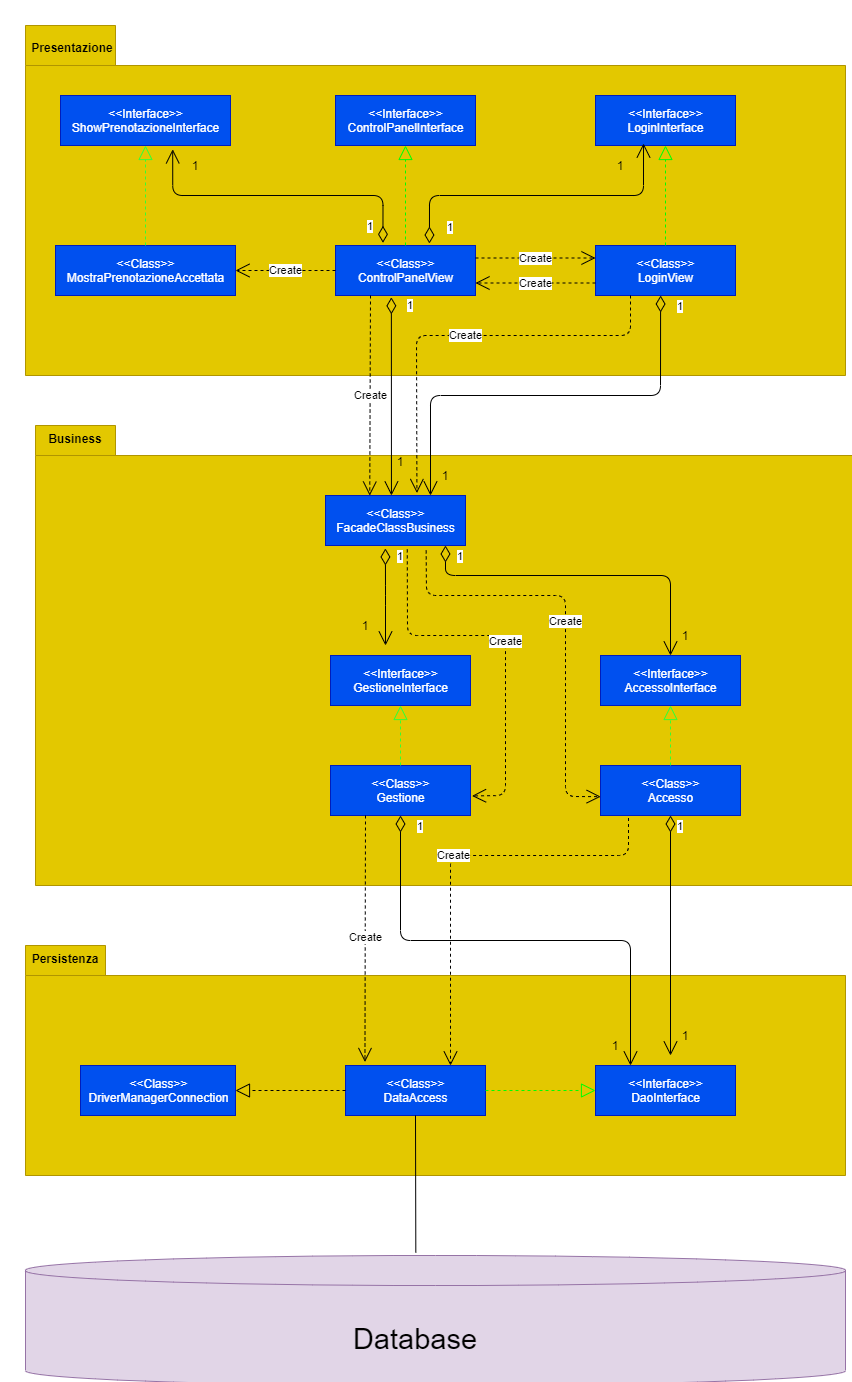 Presentazione
<<Interface>>
ShowPrenotazioneInterface
<<Interface>>
ControlPanelInterface
<<Interface>>
LoginInterface
1
1
1
1
<<Class>>
MostraPrenotazioneAccettata
Create
<<Class>>
ControlPanelView
Create
Create
<<Class>>
LoginView
1
1
Create
Create
Business
1
1
<<Class>>
FacadeClassBusiness
1
1
1
Create
Create
1
<<Interface>>
GestioneInterface
<<Interface>>
AccessoInterface
<<Class>>
Gestione
<<Class>>
Accesso
1
1
Create
Create
Persistenza
1
1
<<Class>>
DriverManagerConnection
<<Class>>
DataAccess
<<Interface>>
DaoInterface
Database